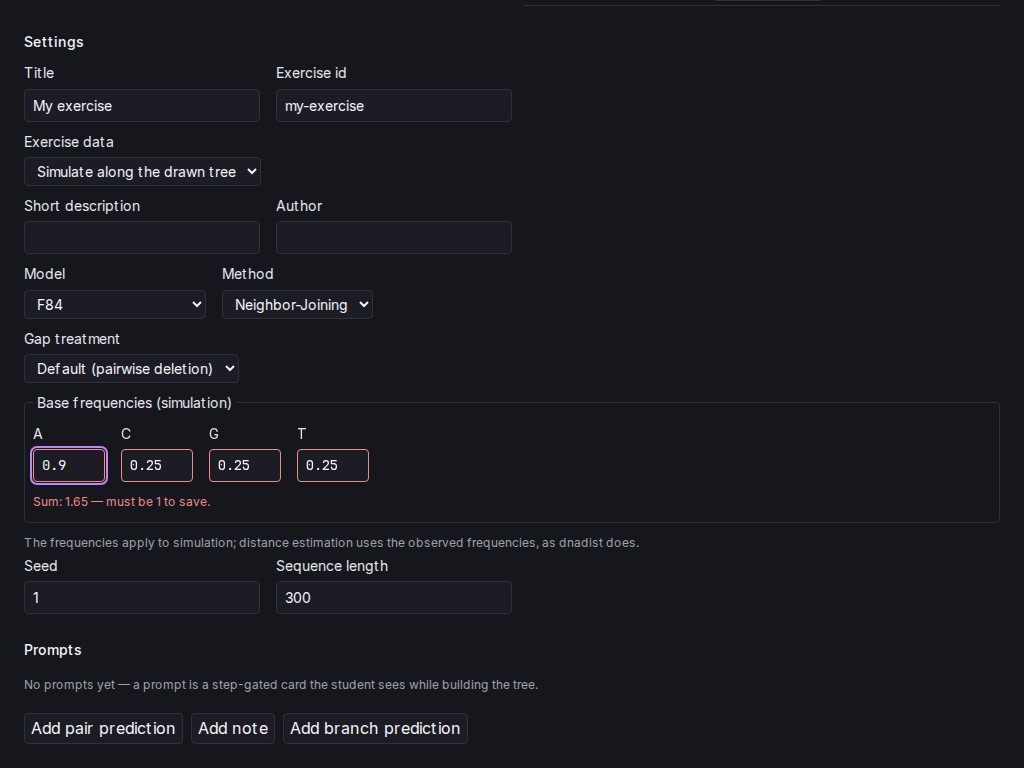 Settings
Title Exercise id
My exercise my-exercise
Exercise data
Simulate along the drawn tree
Short description Author
Model Method
F84 Neighbor-Joining
Gap treatment
Default (pairwise deletion)
Base frequencies (simulation)
A C G T
0.9 0.25 0.25 0.25
Sum: 1.65 — must be 1 to save.
The frequencies apply to simulation; distance estimation uses the observed frequencies, as dnadist does.
Seed Sequence length
1 300
Prompts
No prompts yet — a prompt is a step-gated card the student sees while building the tree.
Add pair prediction Add note Add branch prediction